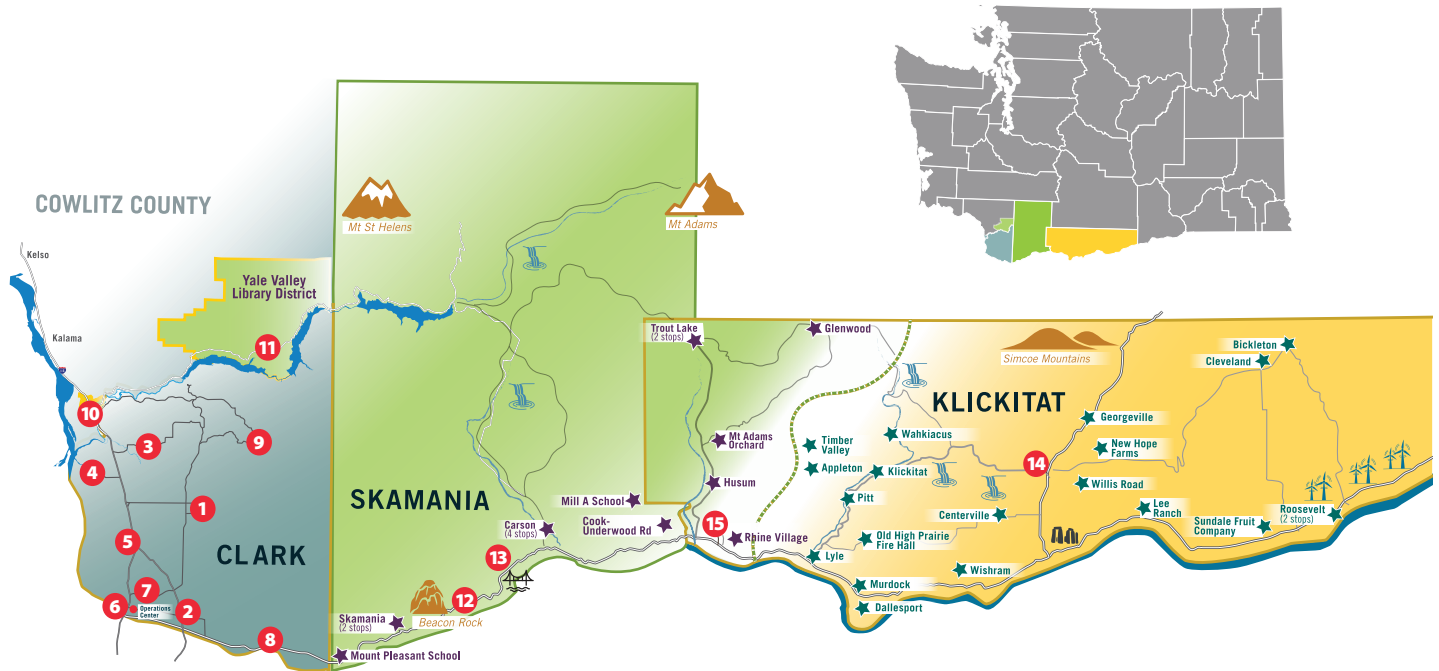 COWLITZ COUNTY
Kelso
Kalama
Yale Valley
Library District
11
10
3
9
4
1
5
CLARK
7
6
Operations
Center
2
8
Mt St Helens
Mt Adams
SKAMANIA
Mill A School
Cook-
Underwood Rd
Carson
(4 stops)
13
12
Beacon Rock
Skamania
(2 stops)
Mount Pleasant School
Trout Lake
(2 stops)
Glenwood
Mt Adams
Orchard
Husum
15
Rhine Village
Simcoe Mountains
KLICKITAT
Timber
Valley
Appleton
Wahkiacus
Klickitat
Pitt
Centerville
Old High Prairie
Fire Hall
Lyle
Murdock
Dallesport
Wishram
14
Bickleton
Cleveland
Georgeville
New Hope
Farms
Willis Road
Lee
Ranch
Sundale Fruit
Company
Roosevelt
(2 stops)